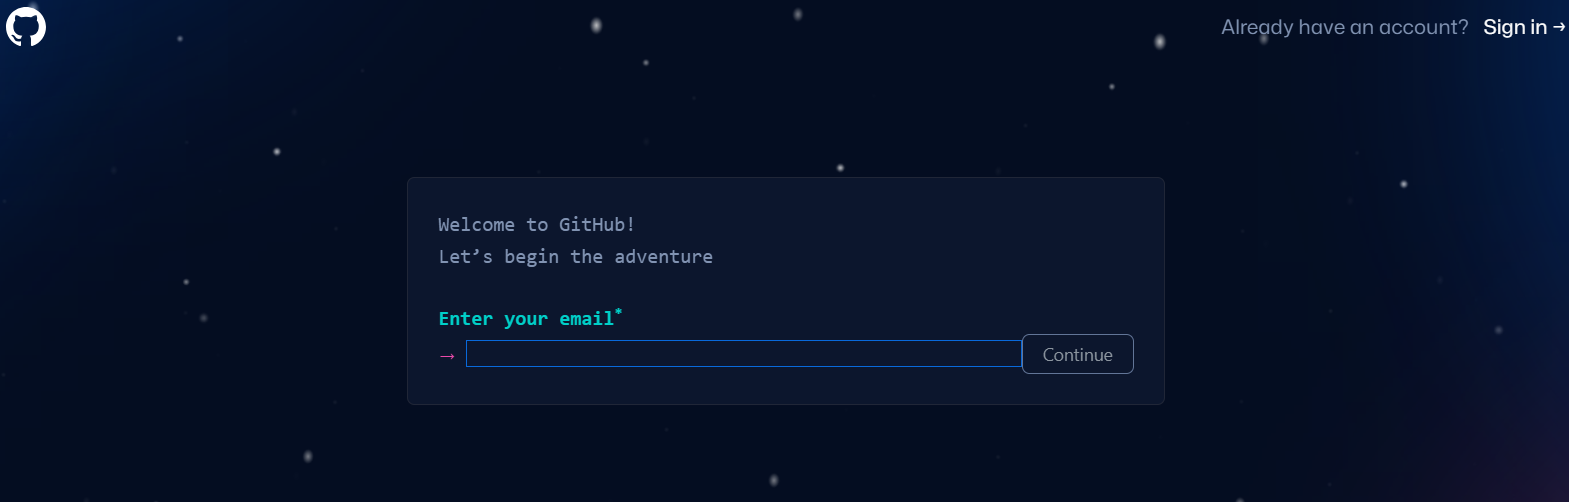 Already have an account? Sign in →
Welcome to GitHub!
Let’s begin the adventure
Enter your email*
→
Continue